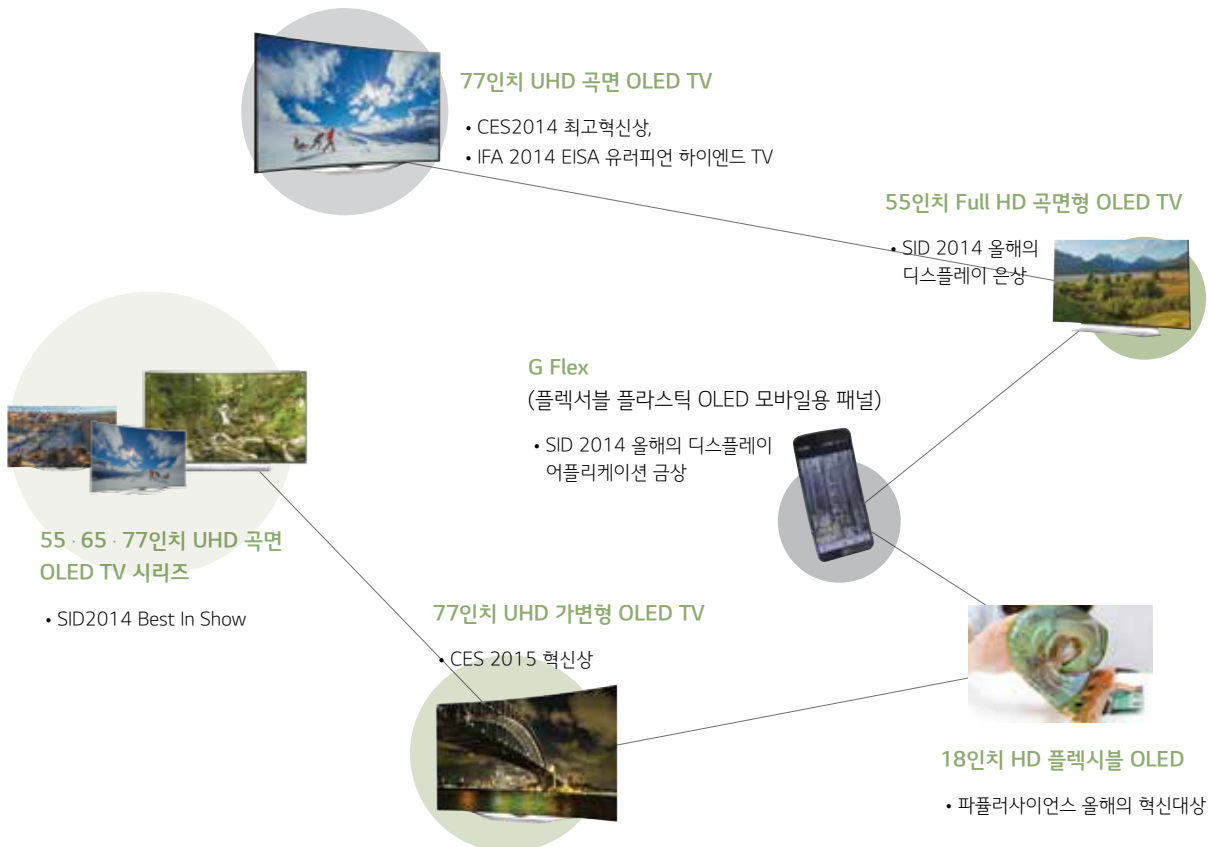 77인치 UHD 곡면 OLED TV
• CES2014 최고혁신상,
• IFA 2014 EISA 유러피언 하이엔드 TV
55인치 Full HD 곡면형 OLED TV
• SID 2014 올해의
디스플레이 은상
G Flex
(플렉서블 플라스틱 OLED 모바일용 패널)
• SID 2014 올해의 디스플레이
어플리케이션 금상
55 · 65 · 77인치 UHD 곡면
OLED TV 시리즈
• SID2014 Best In Show
77인치 UHD 가변형 OLED TV
• CES 2015 혁신상
18인치 HD 플렉시블 OLED
• 파퓰러사이언스 올해의 혁신대상